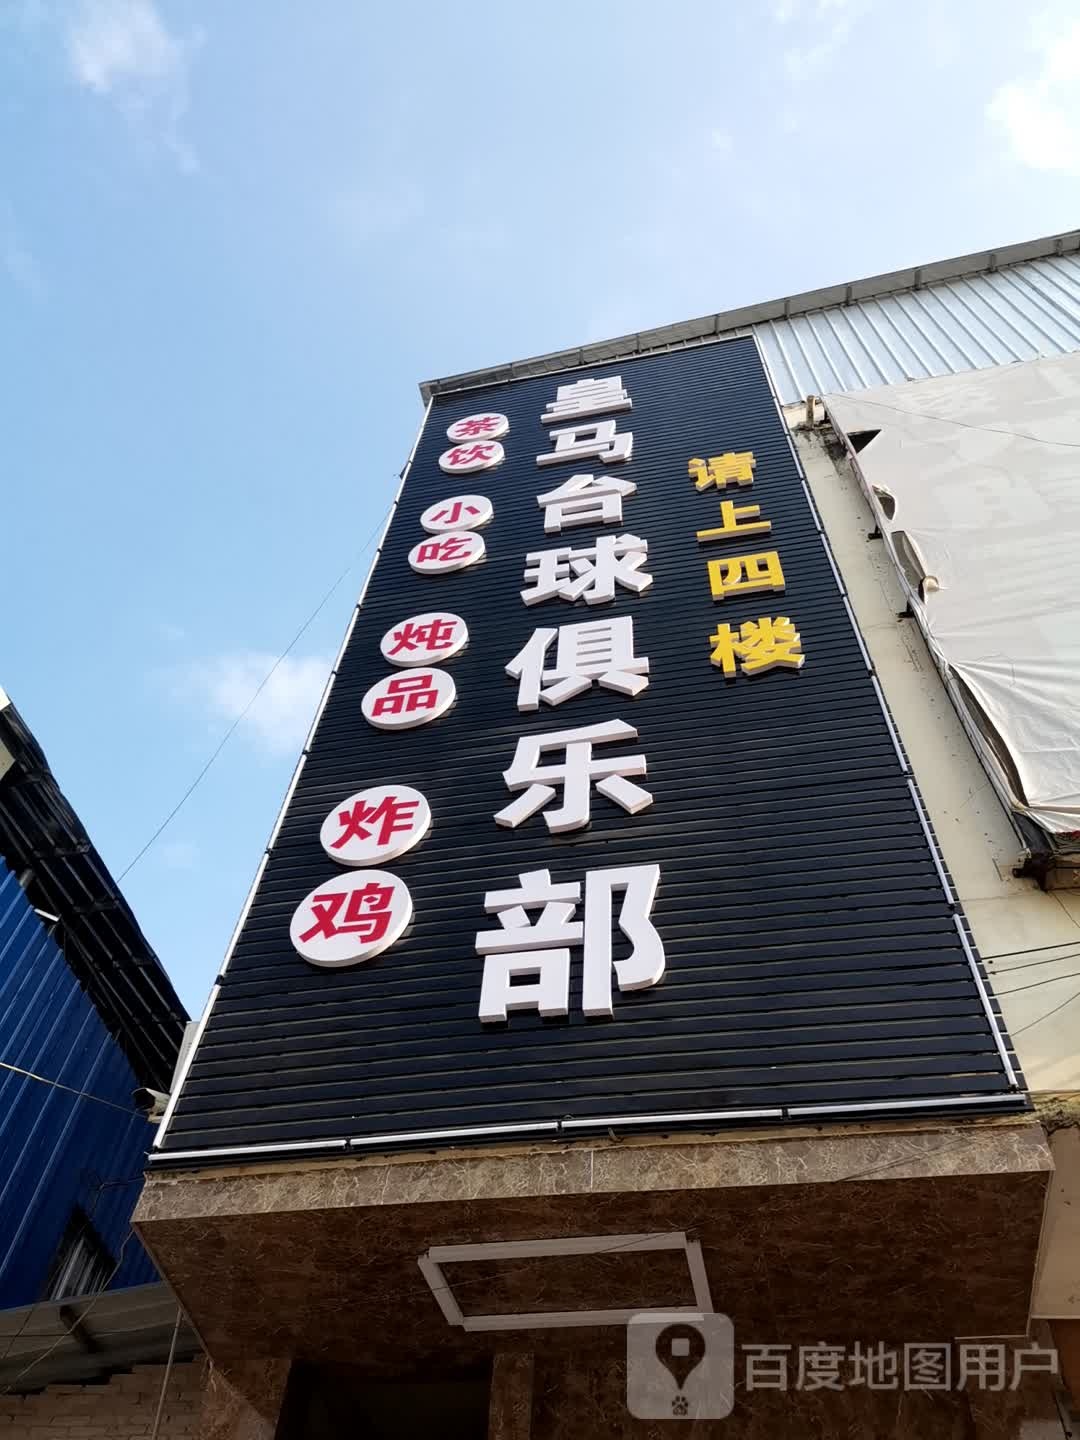 皇马台球俱乐部
请上四楼
茶饮
小吃
炖品
炸鸡
百度地图用户